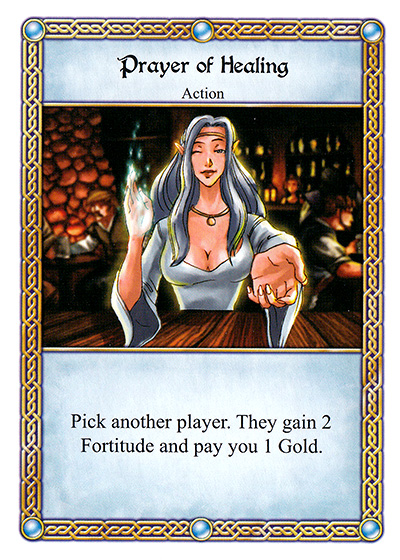 Prayer of Healing
Action
Pick another player. They gain 2
Fortitude and pay you 1 Gold.